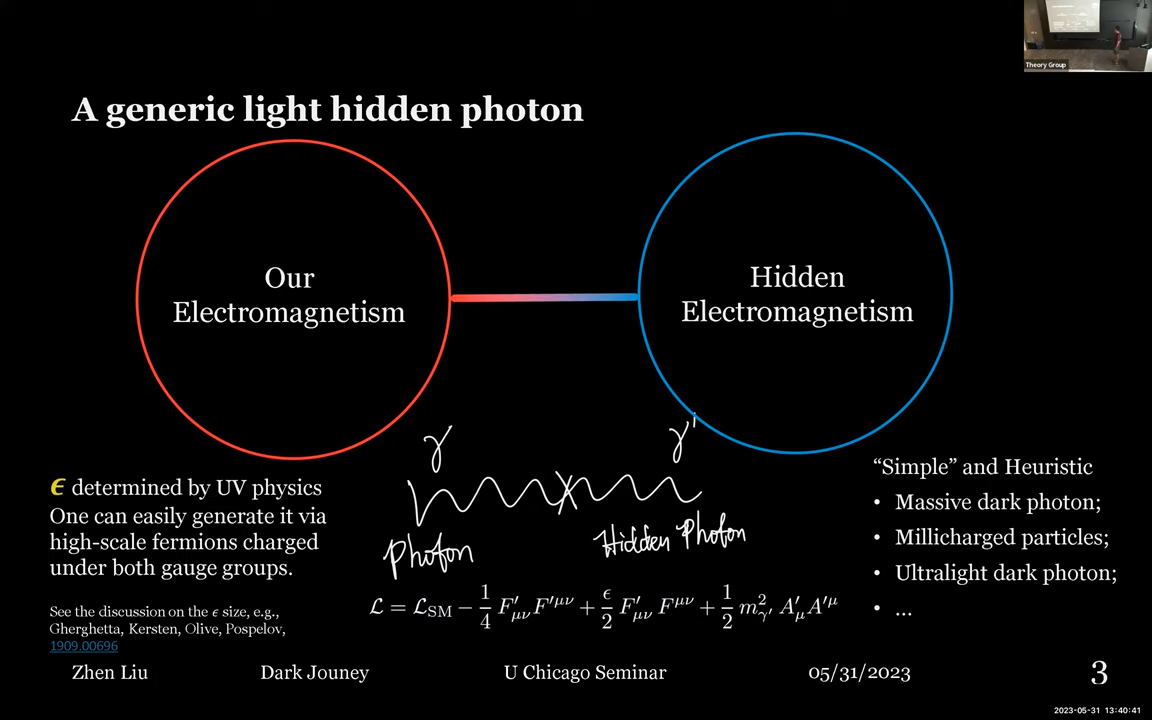 Theory Group
A generic light hidden photon
Our
Electromagnetism
Hidden
Electromagnetism
γ
γ'
Photon
Hidden Photon
ϵ determined by UV physics
One can easily generate it via
high-scale fermions charged
under both gauge groups.
See the discussion on the ϵ size, e.g.,
Gherghetta, Kersten, Olive, Pospelov,
1909.00696
ℒ = ℒ_SM − 1/4 F′_μν F′^μν + ϵ/2 F′_μν F^μν + 1/2 m²_γ′ A′_μ A′^μ
“Simple” and Heuristic
• Massive dark photon;
• Millicharged particles;
• Ultralight dark photon;
• ...
Zhen Liu Dark Jouney U Chicago Seminar 05/31/2023 3
2023-05-31 13:40:41